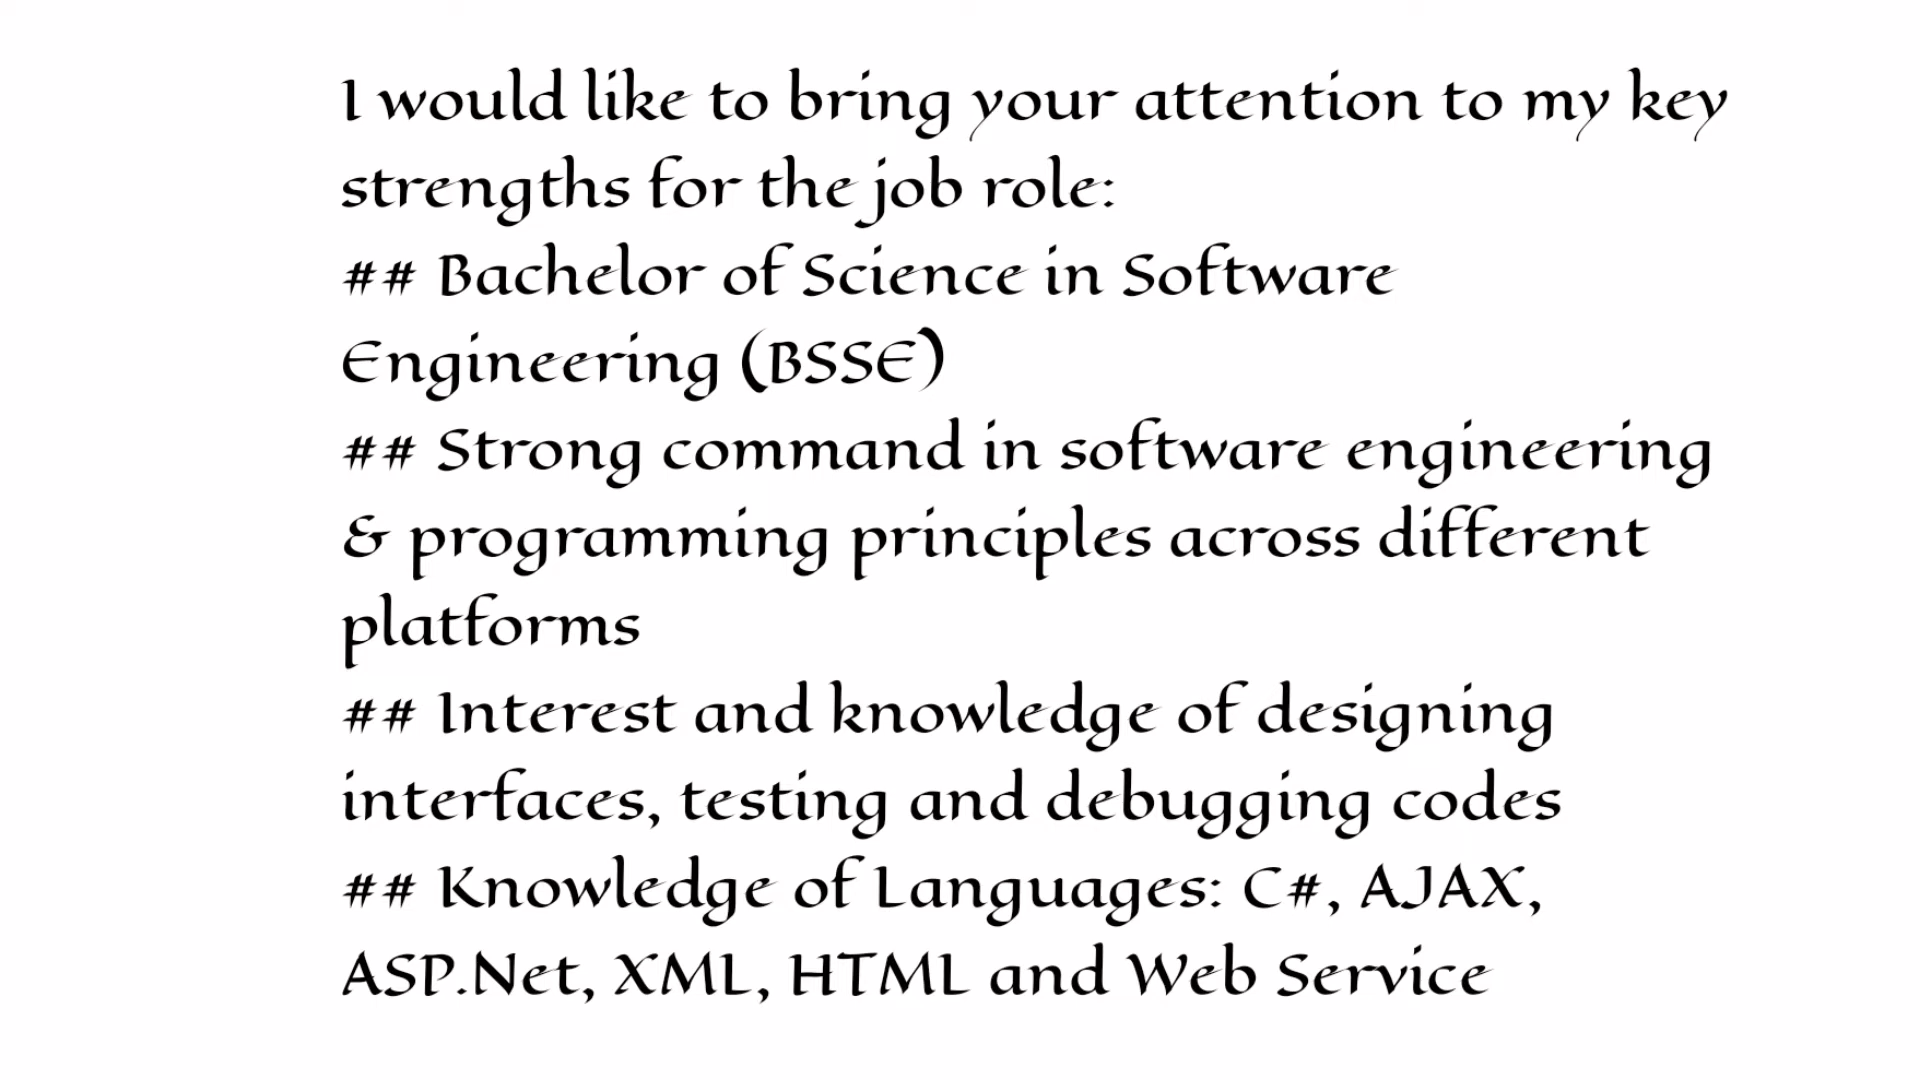 I would like to bring your attention to my key
strengths for the job role:
## Bachelor of Science in Software
Engineering (BSSE)
## Strong command in software engineering
& programming principles across different
platforms
## Interest and knowledge of designing
interfaces, testing and debugging codes
## Knowledge of Languages: C#, AJAX,
ASP.Net, XML, HTML and Web Service